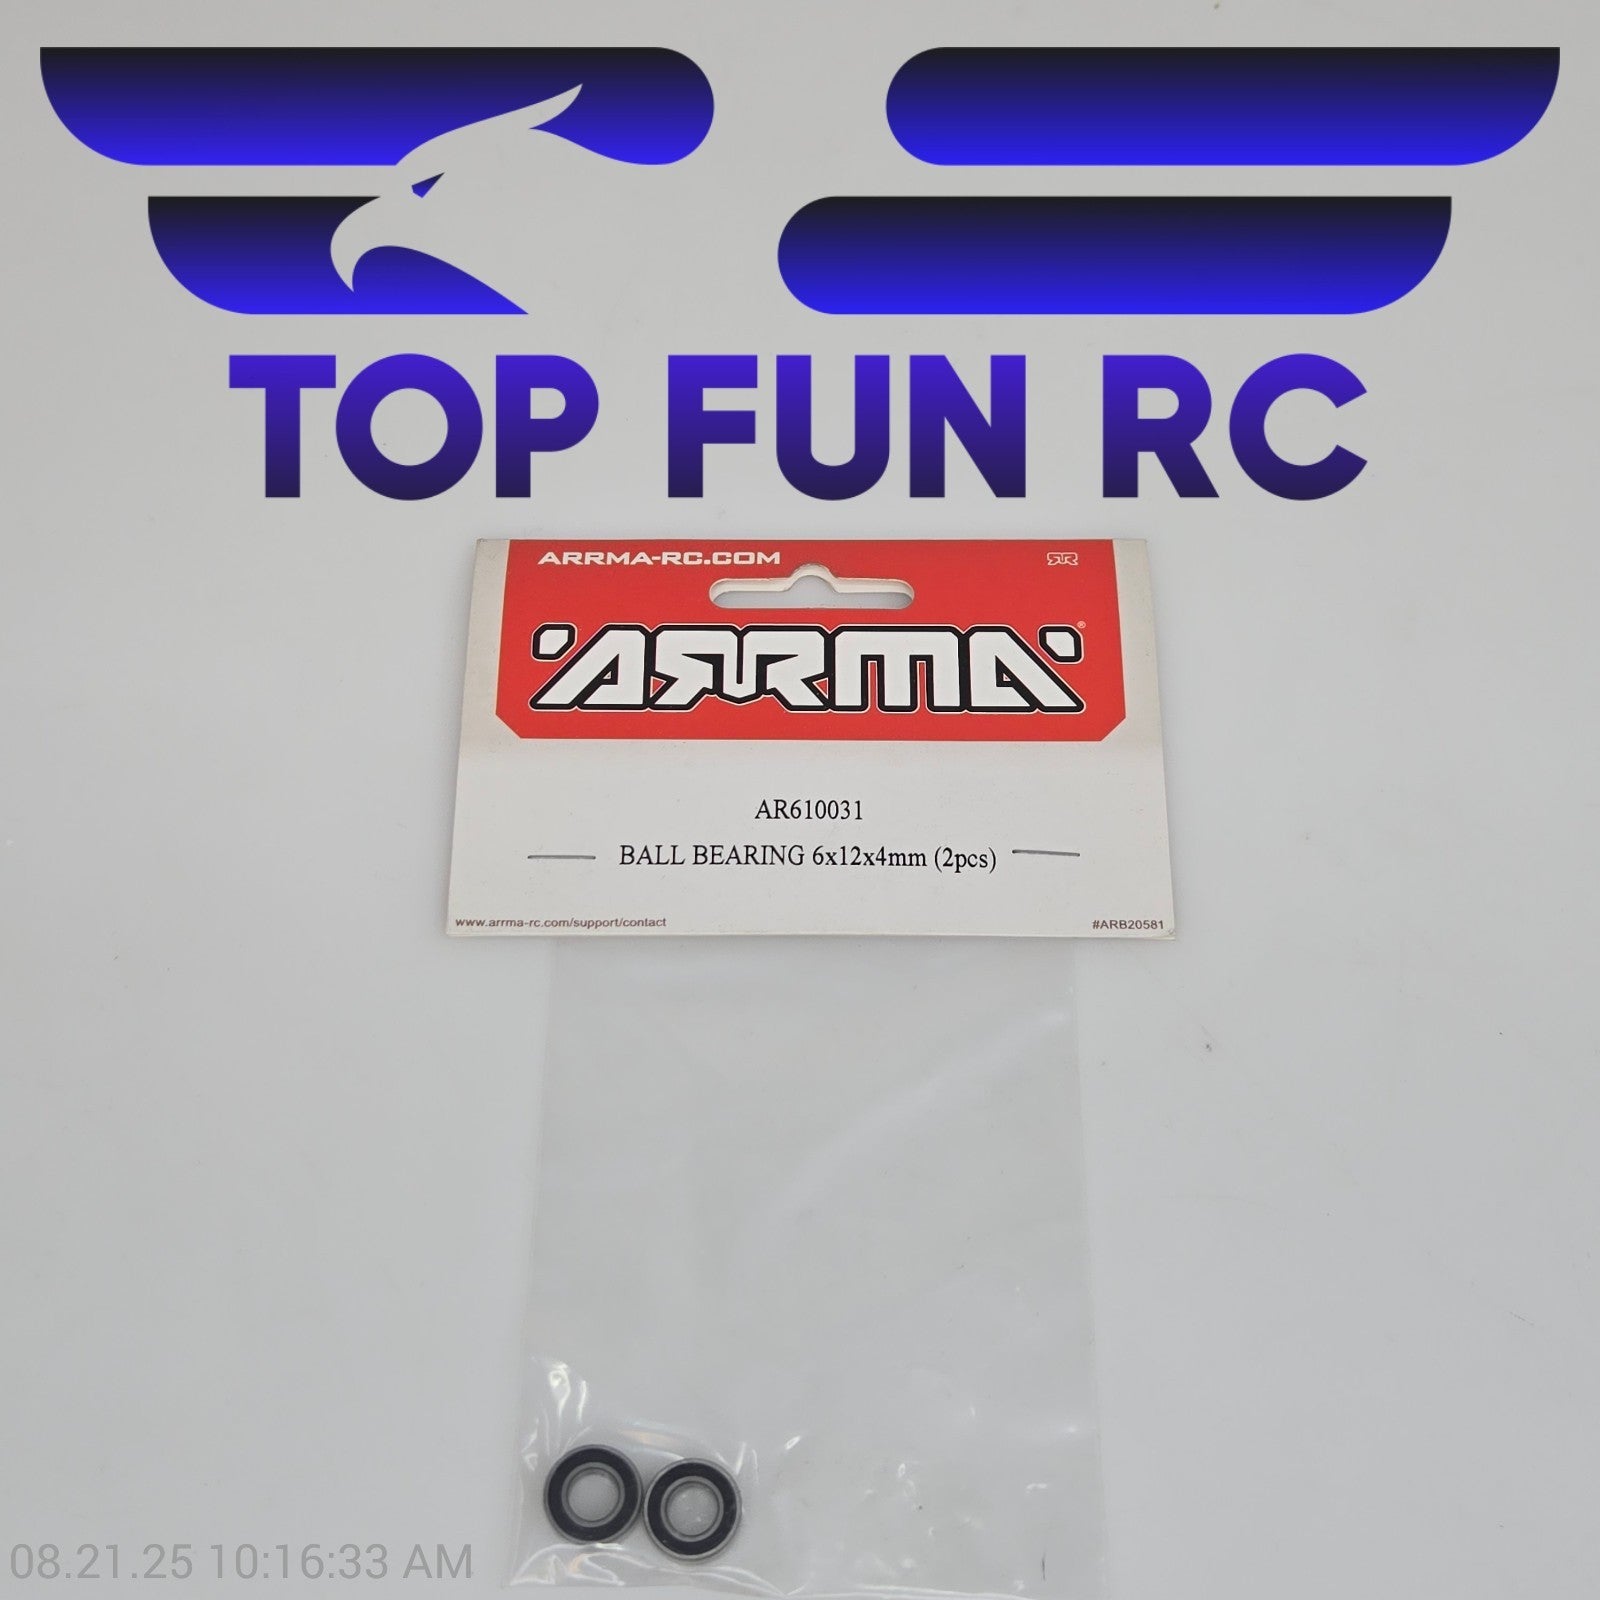 TOP FUN RC
ARRMA-RC.COM
ARRMA®
AR610031
BALL BEARING 6x12x4mm (2pcs)
www.arrma-rc.com/support/contact
#ARB20581
08.21.25 10:16:33 AM